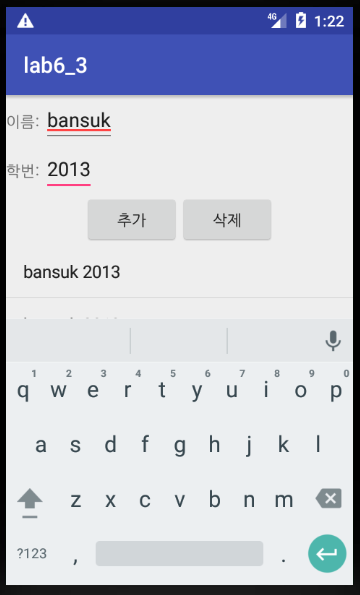 4G 1:22
lab6_3
이름: bansuk
학번: 2013
추가 삭제
bansuk 2013
1 2 3 4 5 6 7 8 9 0
q w e r t y u i o p
a s d f g h j k l
z x c v b n m
?123 , .